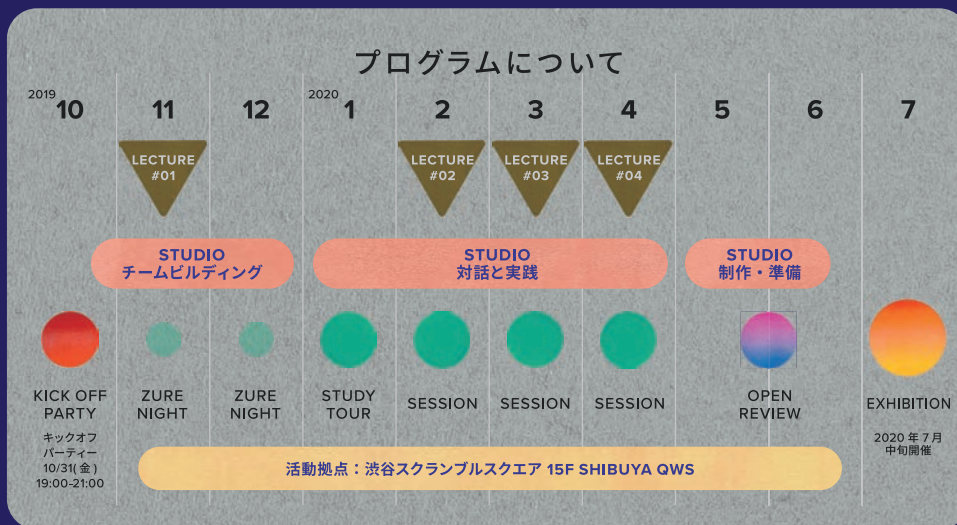 プログラムについて
2019
10
11
12
2020
1
2
3
4
5
6
7
LECTURE
#01
LECTURE
#02
LECTURE
#03
LECTURE
#04
STUDIO
チームビルディング
STUDIO
対話と実践
STUDIO
制作・準備
KICK OFF
PARTY
キックオフ
パーティー
10/31(金)
19:00-21:00
ZURE
NIGHT
ZURE
NIGHT
STUDY
TOUR
SESSION
SESSION
SESSION
OPEN
REVIEW
EXHIBITION
2020 年 7 月
中旬開催
活動拠点：渋谷スクランブルスクエア 15F SHIBUYA QWS